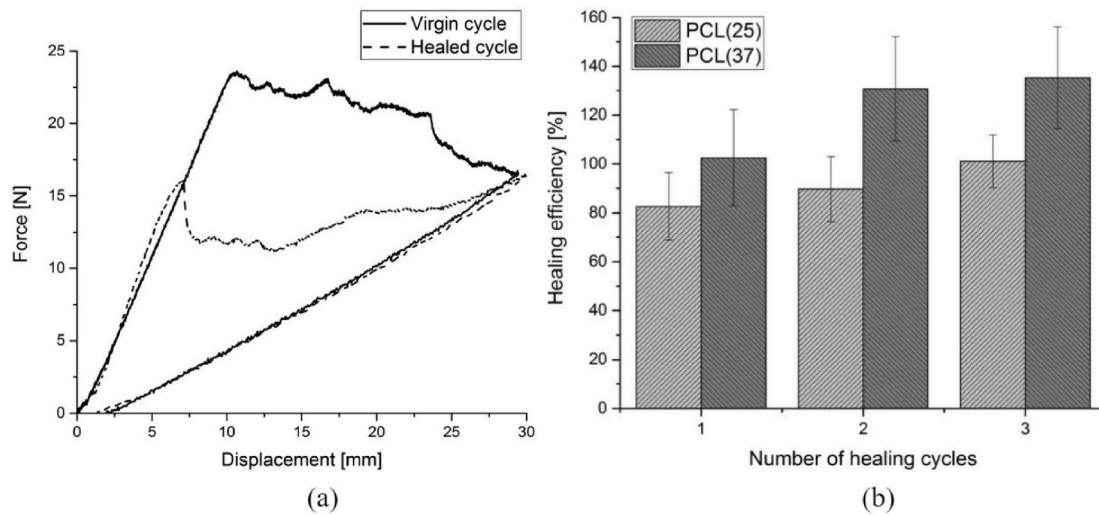 Virgin cycle
Healed cycle
25
20
15
10
5
0
Force [N]
0 5 10 15 20 25 30
Displacement [mm]
(a)
PCL(25)
PCL(37)
160
140
120
100
80
60
40
20
0
Healing efficiency [%]
1 2 3
Number of healing cycles
(b)